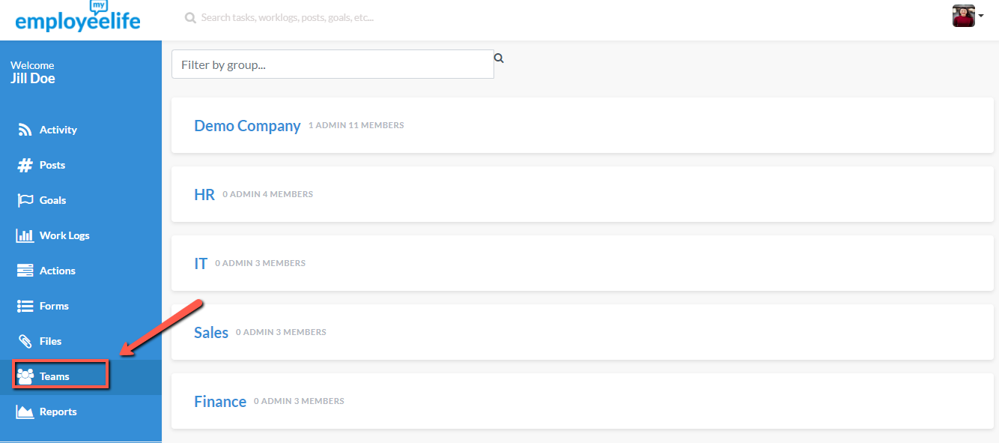 my
employeelife
Search tasks, worklogs, posts, goals, etc...
Welcome
Jill Doe
Activity
Posts
Goals
Work Logs
Actions
Forms
Files
Teams
Reports
Filter by group...
Demo Company 1 ADMIN 11 MEMBERS
HR 0 ADMIN 4 MEMBERS
IT 0 ADMIN 3 MEMBERS
Sales 0 ADMIN 3 MEMBERS
Finance 0 ADMIN 3 MEMBERS